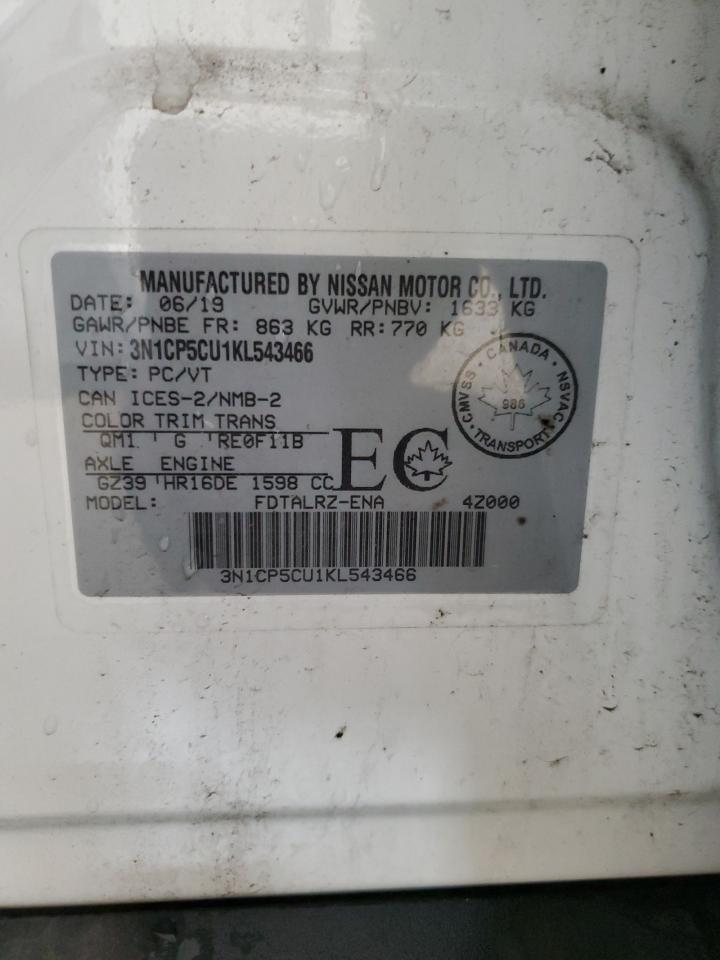 MANUFACTURED BY NISSAN MOTOR CO., LTD.
DATE: 06/19 GVWR/PNBV: 1633 KG
GAWR/PNBE FR: 863 KG RR: 770 KG
VIN: 3N1CP5CU1KL543466
TYPE: PC/VT
CAN ICES-2/NMB-2
COLOR TRIM TRANS
QM1 G RE0F11B
AXLE ENGINE
GZ39 HR16DE 1598 CC
EC
CANADA
CMVSS
NSVAC
986
TRANSPORT
MODEL: FDTALRZ-ENA 4Z000
3N1CP5CU1KL543466